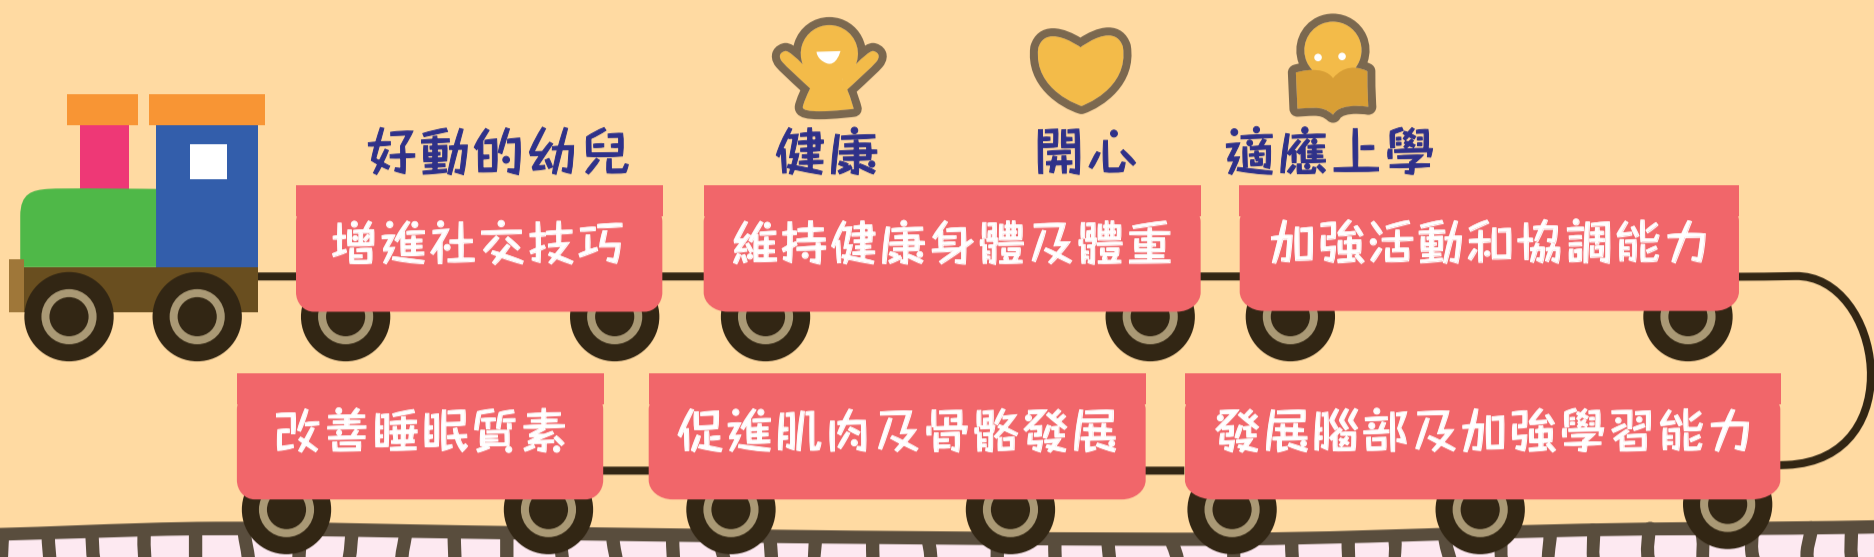 好動的幼兒 健康 開心 適應上學
增進社交技巧 維持健康身體及體重 加強活動和協調能力
改善睡眠質素 促進肌肉及骨骼發展 發展腦部及加強學習能力